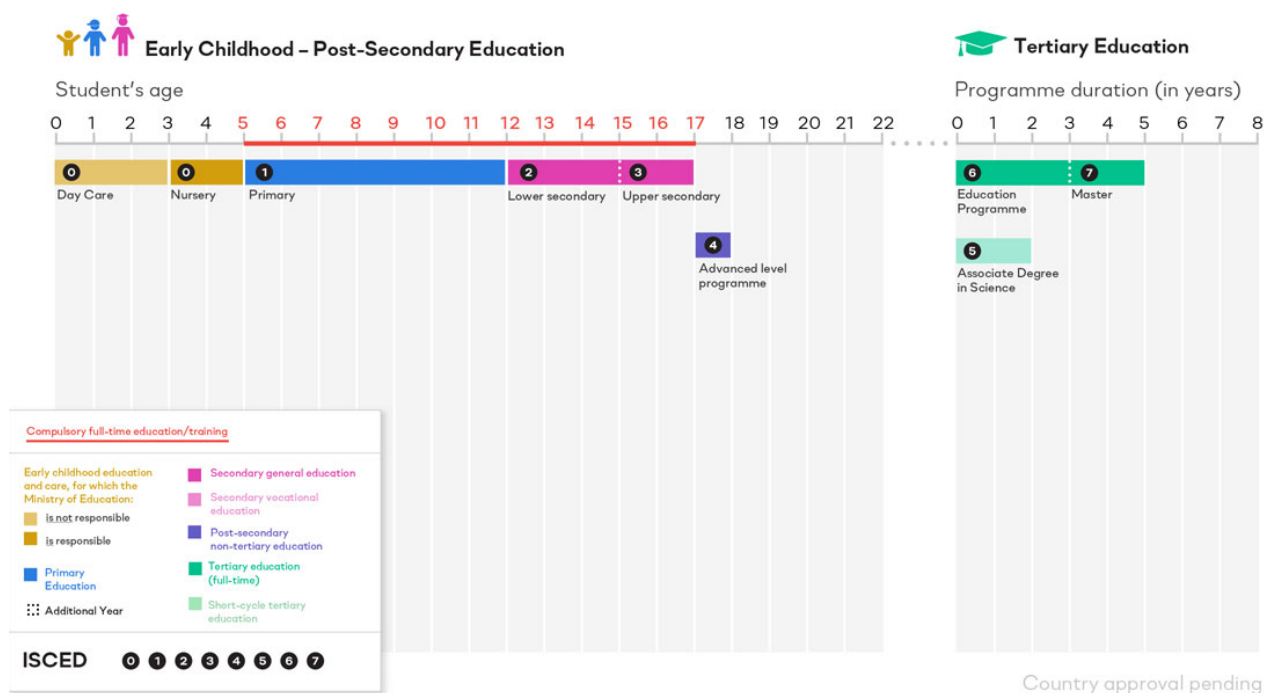 Early Childhood – Post-Secondary Education
Student's age
0 1 2 3 4 5 6 7 8 9 10 11 12 13 14 15 16 17 18 19 20 21 22
0
Day Care
0
Nursery
1
Primary
2
Lower secondary
3
Upper secondary
4
Advanced level
programme
Tertiary Education
Programme duration (in years)
0 1 2 3 4 5 6 7 8
6
Education
Programme
7
Master
5
Associate Degree
in Science
Compulsory full-time education/training
Early childhood education
and care, for which the
Ministry of Education:
is not responsible
is responsible
Primary
Education
Additional Year
Secondary general education
Secondary vocational
education
Post-secondary
non-tertiary education
Tertiary education
(full-time)
Short-cycle tertiary
education
ISCED 0 1 2 3 4 5 6 7
Country approval pending